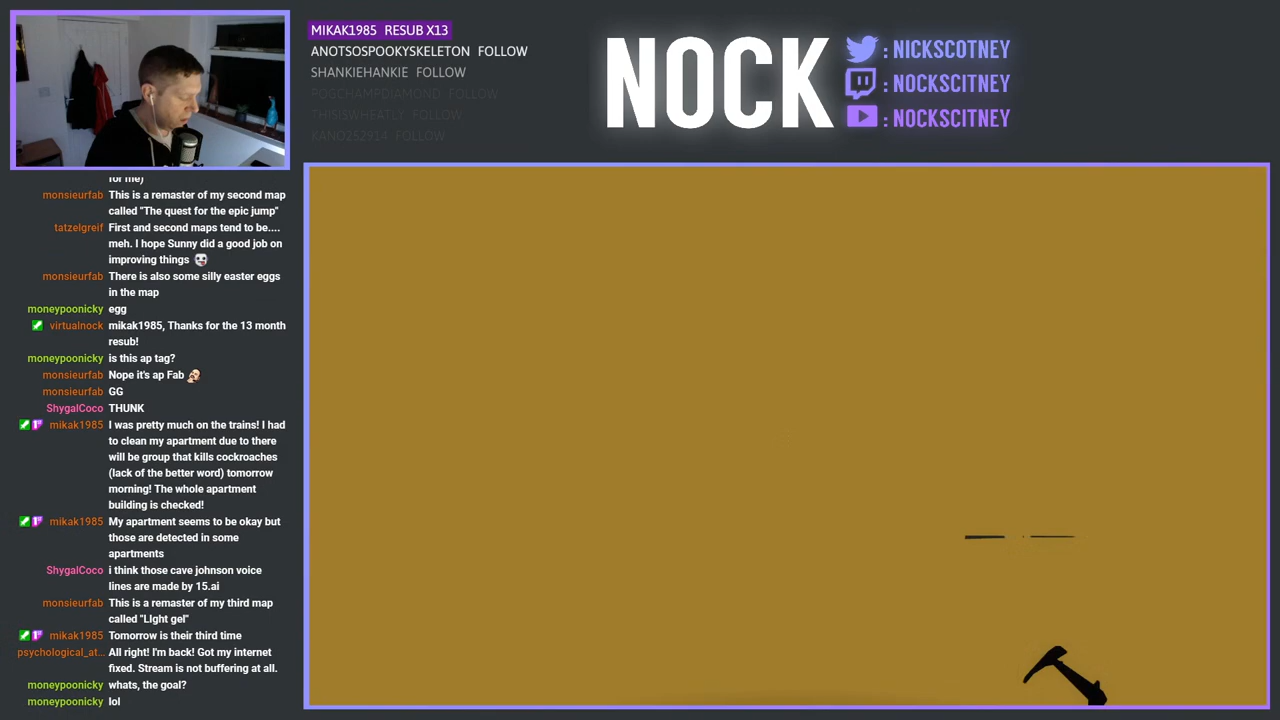 MIKAK1985 RESUB X13
ANOTSOSPOOKYSKELETON FOLLOW
SHANKIEHANKIE FOLLOW
POGSCHAMPDIAMOND FOLLOW
THISISWHEATLY FOLLOW
KANO252914 FOLLOW
NOCK
: NICKSCOTNEY
: NOCKSCITNEY
: NOCKSCITNEY
for me)
monsieurfab This is a remaster of my second map
called "The quest for the epic jump"
tatzelgreif First and second maps tend to be....
meh. I hope Sunny did a good job on
improving things
monsieurfab There is also some silly easter eggs
in the map
moneypoonicky egg
virtualnock mikak1985, Thanks for the 13 month
resub!
moneypoonicky is this ap tag?
monsieurfab Nope it's ap Fab
monsieurfab GG
ShygalCoco THUNK
mikak1985 I was pretty much on the trains! I had
to clean my apartment due to there
will be group that kills cockroaches
(lack of the better word) tomorrow
morning! The whole apartment
building is checked!
mikak1985 My apartment seems to be okay but
those are detected in some
apartments
ShygalCoco i think those cave johnson voice
lines are made by 15.ai
monsieurfab This is a remaster of my third map
called "LIght gel"
mikak1985 Tomorrow is their third time
psychological_at... All right! I'm back! Got my internet
fixed. Stream is not buffering at all.
moneypoonicky whats, the goal?
moneypoonicky lol